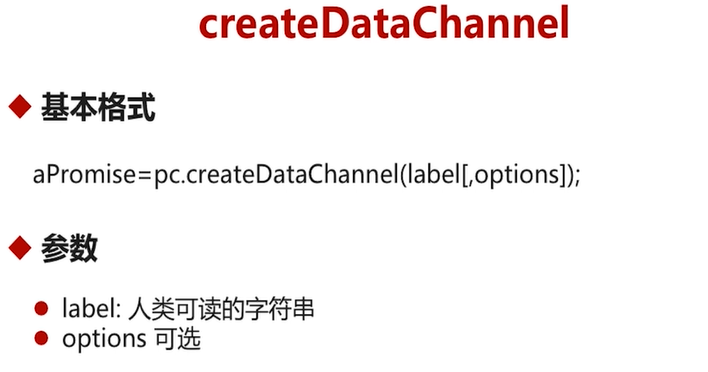 createDataChannel
基本格式
aPromise=pc.createDataChannel(label[,options]);
参数
label: 人类可读的字符串
options 可选